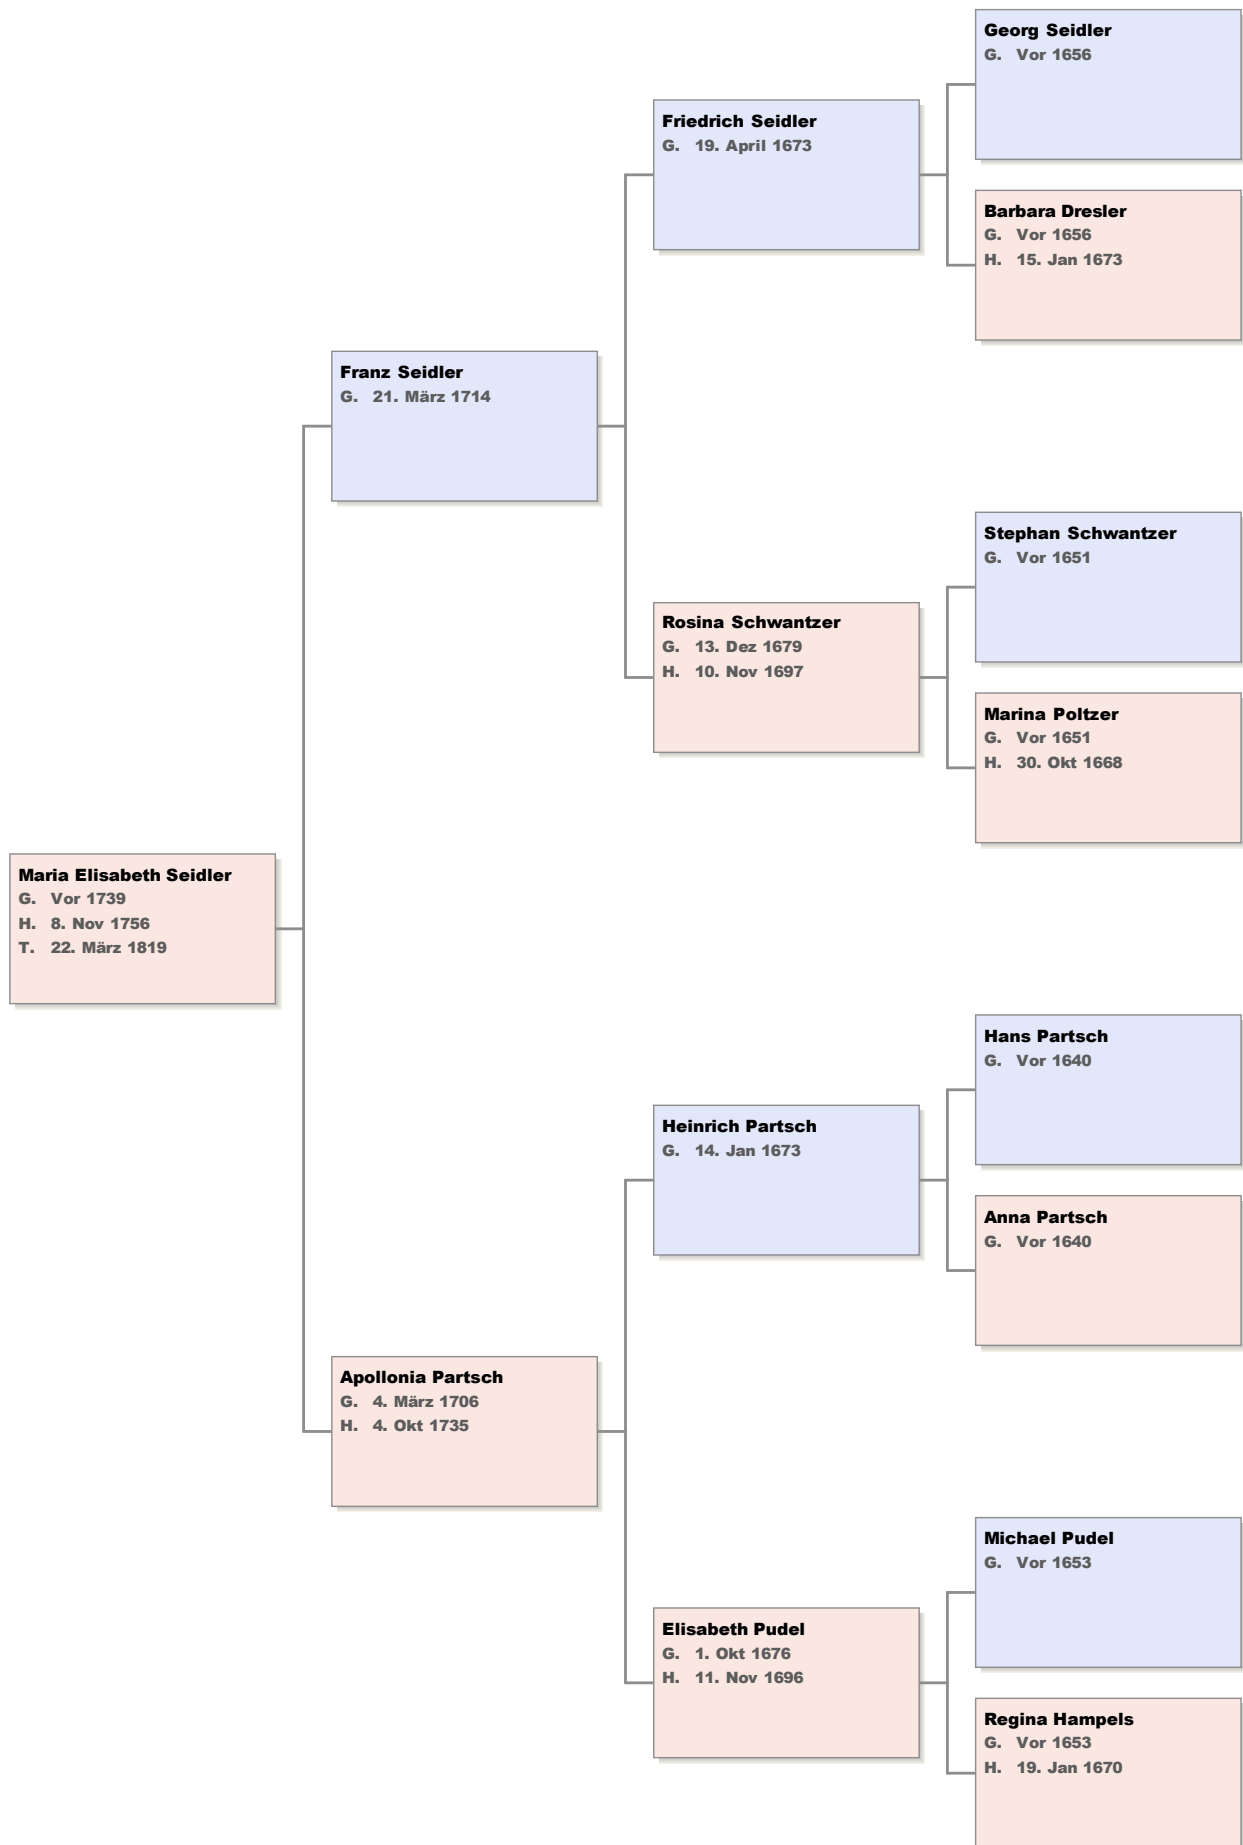 Georg Seidler
G. Vor 1656
Friedrich Seidler
G. 19. April 1673
Barbara Dresler
G. Vor 1656
H. 15. Jan 1673
Franz Seidler
G. 21. März 1714
Stephan Schwantzer
G. Vor 1651
Rosina Schwantzer
G. 13. Dez 1679
H. 10. Nov 1697
Marina Poltzer
G. Vor 1651
H. 30. Okt 1668
Maria Elisabeth Seidler
G. Vor 1739
H. 8. Nov 1756
T. 22. März 1819
Hans Partsch
G. Vor 1640
Heinrich Partsch
G. 14. Jan 1673
Anna Partsch
G. Vor 1640
Apollonia Partsch
G. 4. März 1706
H. 4. Okt 1735
Michael Pudel
G. Vor 1653
Elisabeth Pudel
G. 1. Okt 1676
H. 11. Nov 1696
Regina Hampels
G. Vor 1653
H. 19. Jan 1670